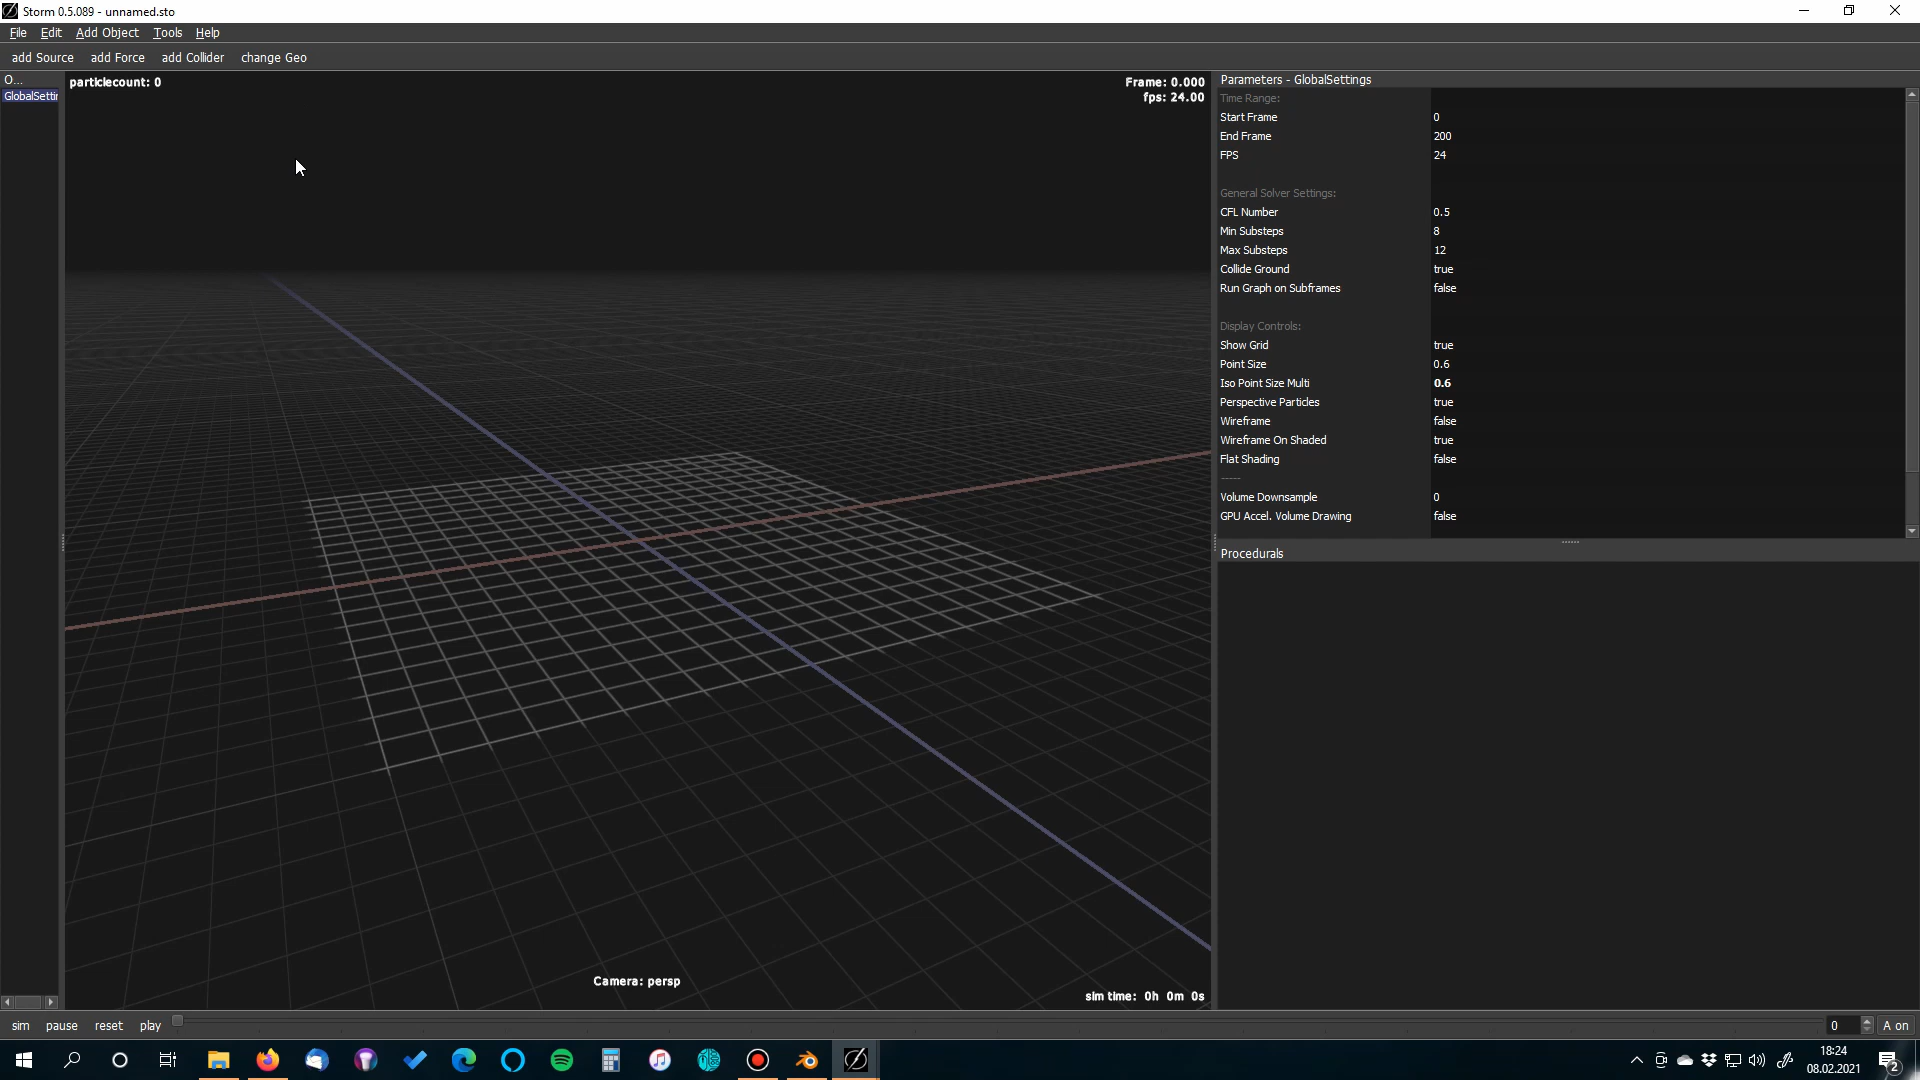 Storm 0.5.089 - unnamed.sto
File Edit Add Object Tools Help
add Source add Force add Collider change Geo
O...
GlobalSettin
particlecount: 0
Frame: 0.000
fps: 24.00
Camera: persp
sim time: 0h 0m 0s
Parameters - GlobalSettings
Time Range:
Start Frame 0
End Frame 200
FPS 24
General Solver Settings:
CFL Number 0.5
Min Substeps 8
Max Substeps 12
Collide Ground true
Run Graph on Subframes false
Display Controls:
Show Grid true
Point Size 0.6
Iso Point Size Multi 0.6
Perspective Particles true
Wireframe false
Wireframe On Shaded true
Flat Shading false
-----
Volume Downsample 0
GPU Accel. Volume Drawing false
Procedurals
sim pause reset play 0 A on
18:24
08.02.2021
2